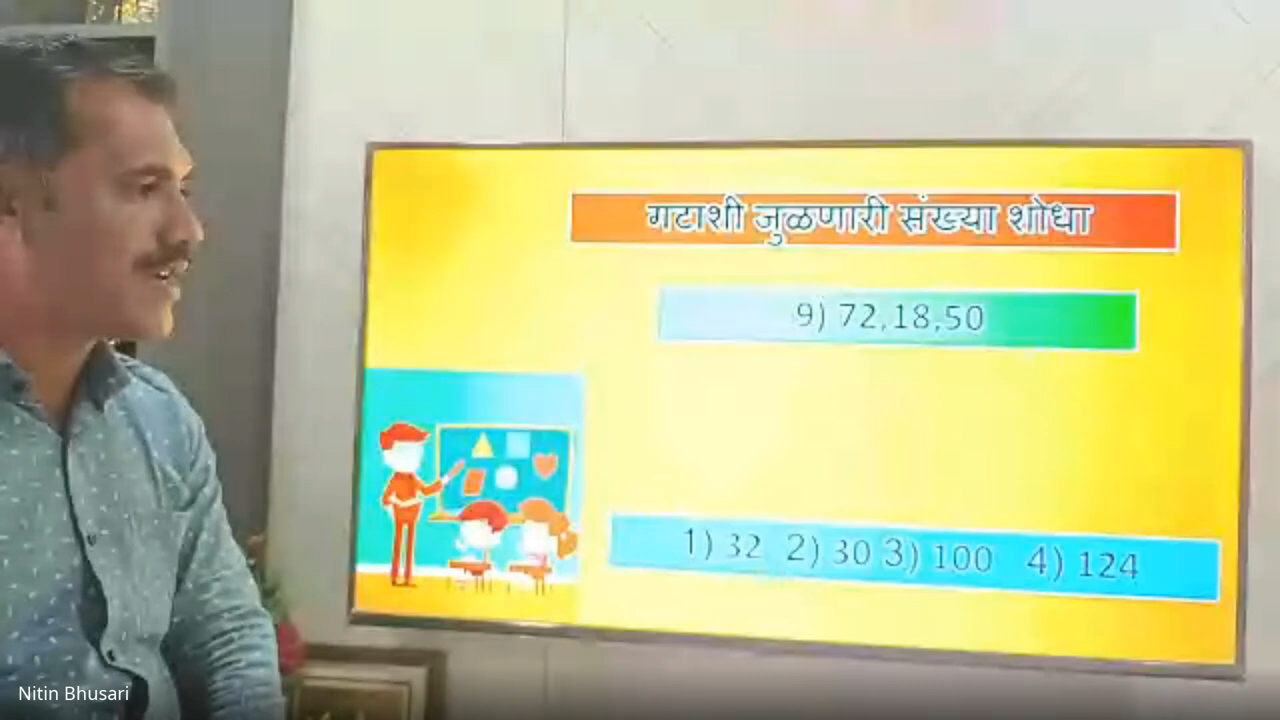 गटाशी जुळणारी संख्या शोधा
9) 72,18,50
1) 32 2) 30 3) 100 4) 124
Nitin Bhusari